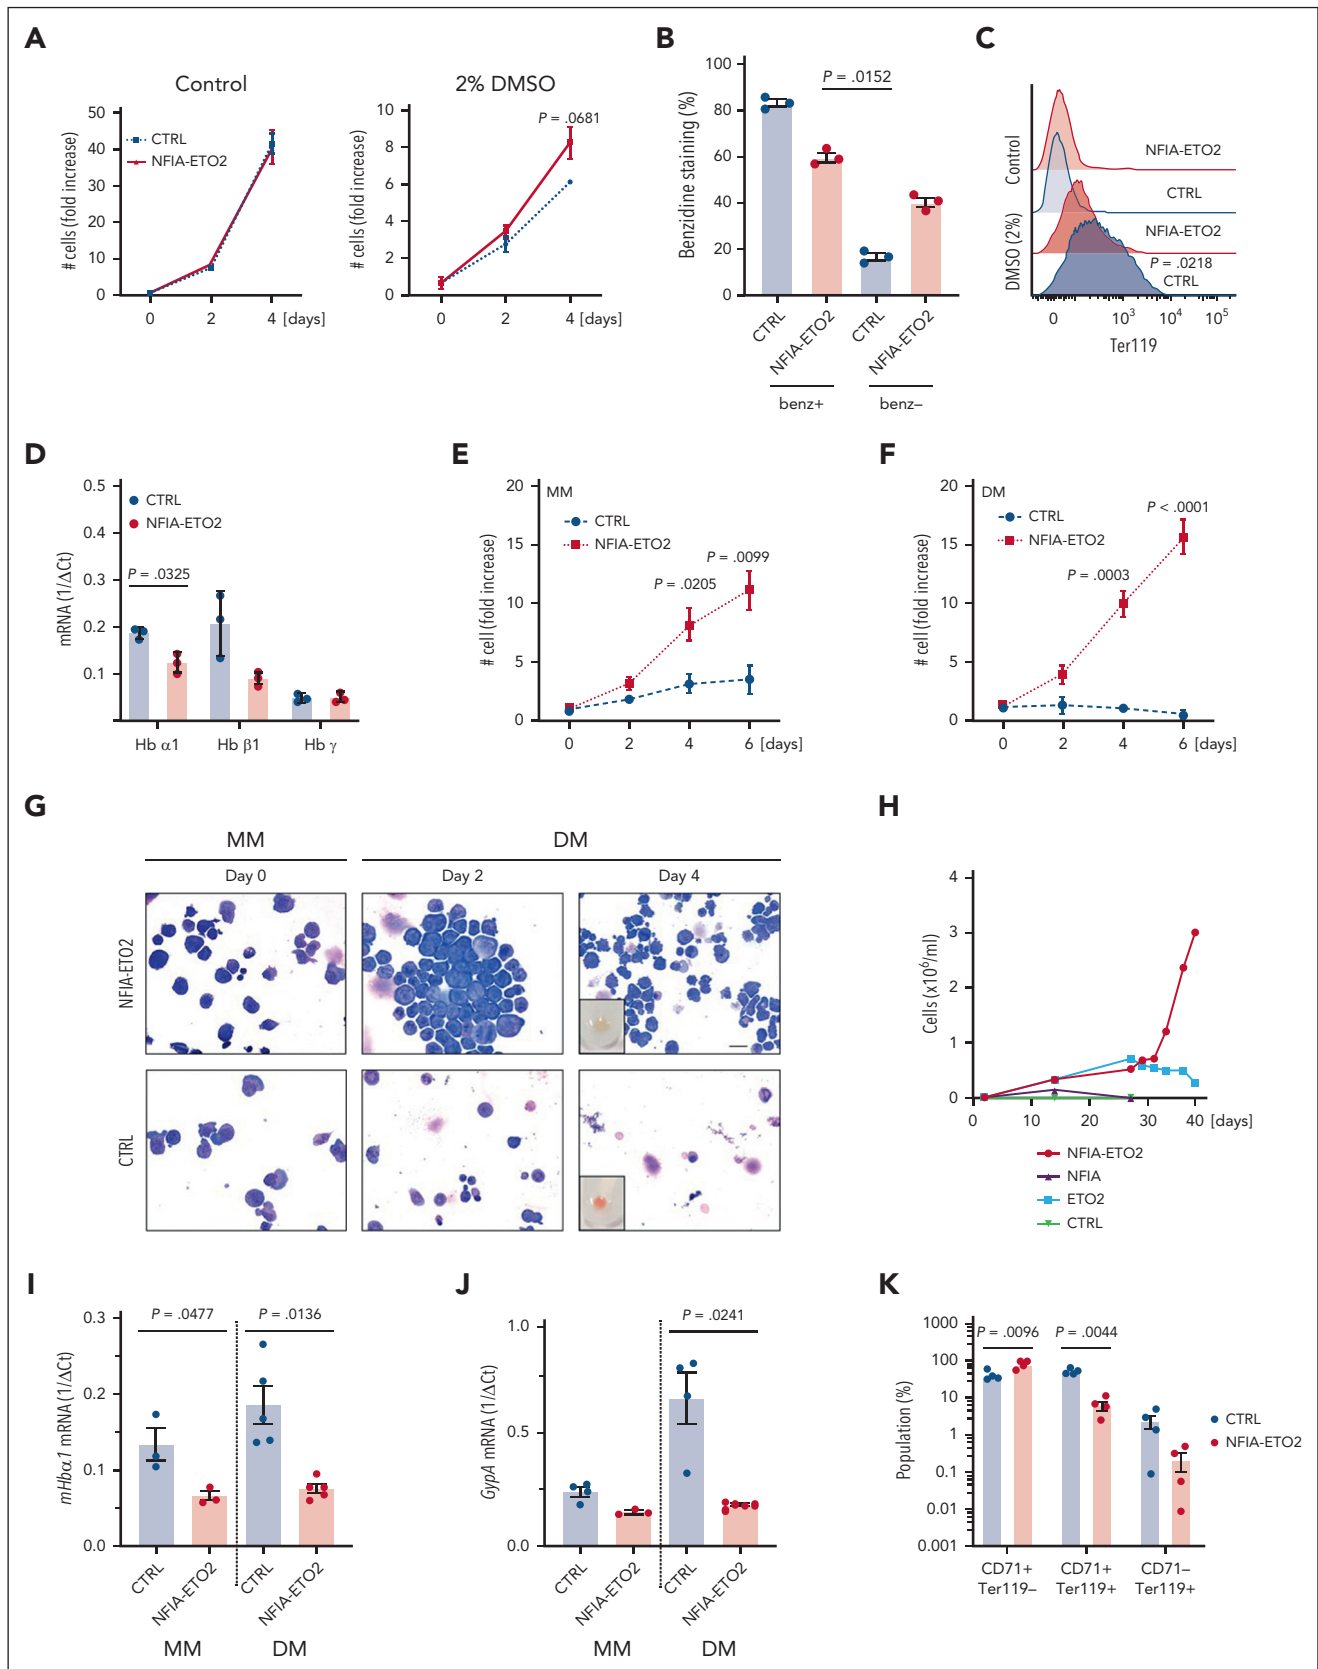 A
Control
# cells (fold increase)
50
40
30
20
10
0
0 2 4 [days]
CTRL
NFIA-ETO2
2% DMSO
# cells (fold increase)
10
8
6
4
2
0
0 2 4 [days]
P = .0681
B
Benzidine staining (%)
100
80
60
40
20
0
P = .0152
CTRL
NFIA-ETO2
CTRL
NFIA-ETO2
benz+ benz–
C
Control
DMSO (2%)
NFIA-ETO2
CTRL
NFIA-ETO2
P = .0218
CTRL
0 10³ 10⁴ 10⁵
Ter119
D
mRNA (1/ΔCt)
0.5
0.4
0.3
0.2
0.1
CTRL
NFIA-ETO2
P = .0325
Hb α1 Hb β1 Hb γ
E
# cell (fold increase)
20
15
10
5
0
MM
CTRL
NFIA-ETO2
P = .0099
P = .0205
0 2 4 6 [days]
F
# cell (fold increase)
20
15
10
5
0
DM
CTRL
NFIA-ETO2
P < .0001
P = .0003
0 2 4 6 [days]
G
MM DM
Day 0 Day 2 Day 4
NFIA-ETO2
CTRL
H
Cells (x10⁶/ml)
4
3
2
1
0
0 10 20 30 40 [days]
NFIA-ETO2
NFIA
ETO2
CTRL
I
mHbα1 mRNA (1/ΔCt)
0.3
0.2
0.1
0.0
P = .0477 P = .0136
CTRL
NFIA-ETO2
CTRL
NFIA-ETO2
MM DM
J
GypA mRNA (1/ΔCt)
1.0
0.5
0.0
P = .0241
CTRL
NFIA-ETO2
CTRL
NFIA-ETO2
MM DM
K
Population (%)
1000
100
10
1
0.1
0.01
0.001
P = .0096 P = .0044
CTRL
NFIA-ETO2
CD71+ CD71+ CD71–
Ter119– Ter119+ Ter119+